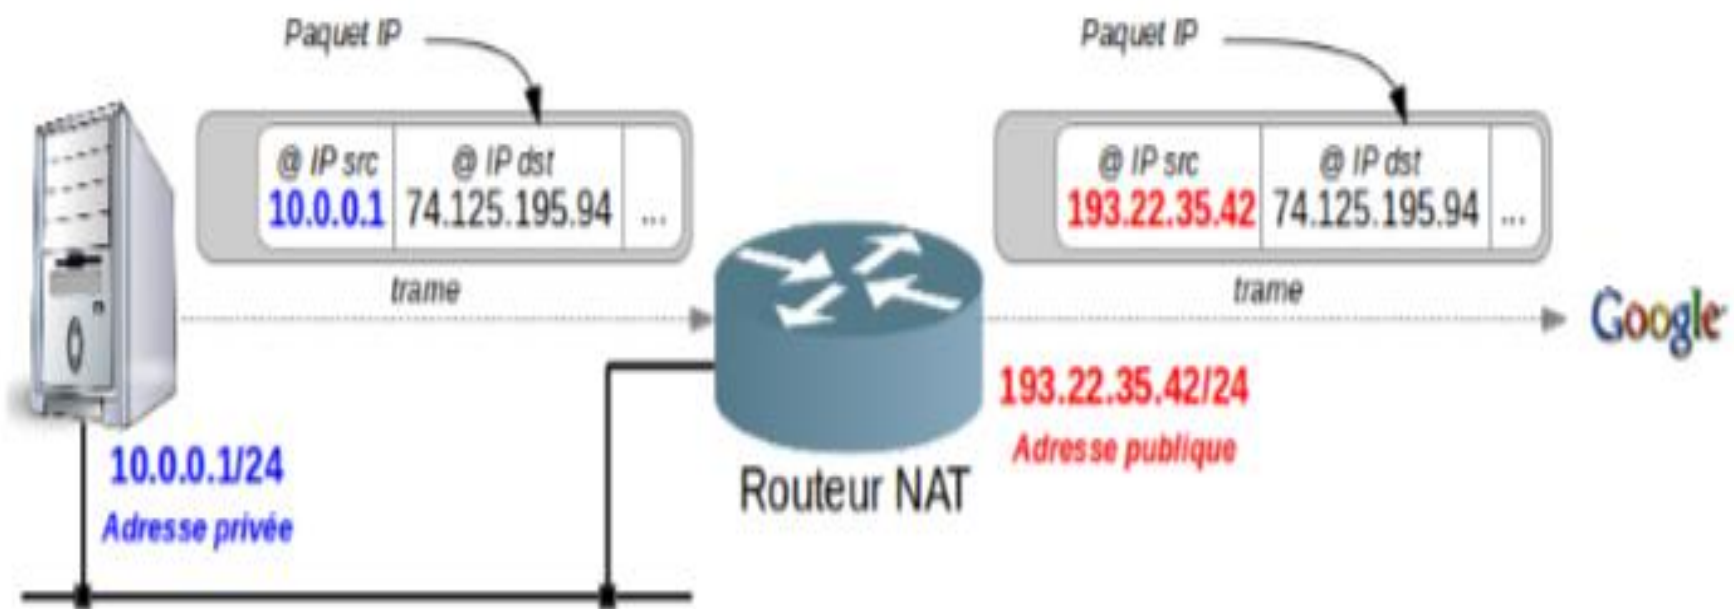 Paquet IP
Paquet IP
@ IP src
@ IP dst
10.0.0.1
74.125.195.94
...
@ IP src
@ IP dst
193.22.35.42
74.125.195.94
...
trame
trame
Google
193.22.35.42/24
Adresse publique
10.0.0.1/24
Adresse privée
Routeur NAT